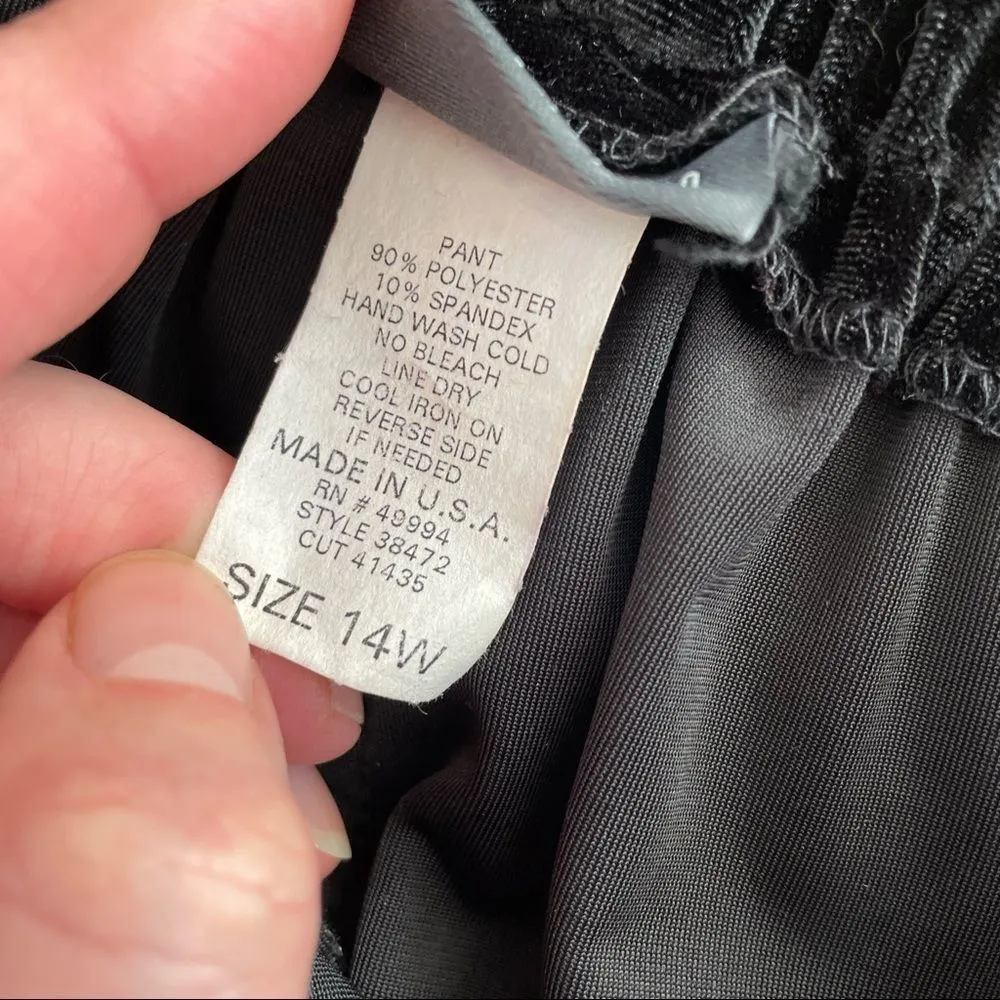 PANT
90% POLYESTER
10% SPANDEX
HAND WASH COLD
NO BLEACH
LINE DRY
COOL IRON ON
REVERSE SIDE
IF NEEDED
MADE IN U.S.A.
RN # 49994
STYLE 38472
CUT 41435
SIZE 14W